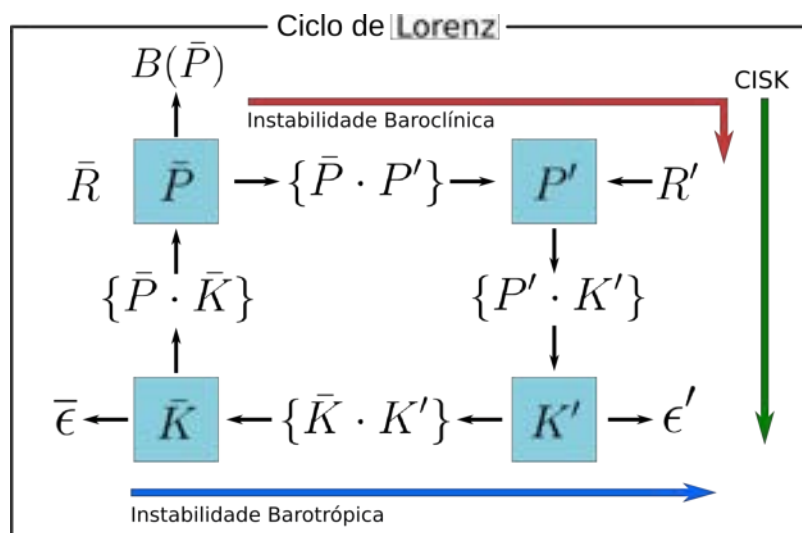 Ciclo de Lorenz
B(P̄)
CISK
Instabilidade Baroclínica
R̄ P̄ {P̄ · P′} P′ R′
{P̄ · K̄} {P′ · K′}
ϵ̄ K̄ {K̄ · K′} K′ ϵ′
Instabilidade Barotrópica